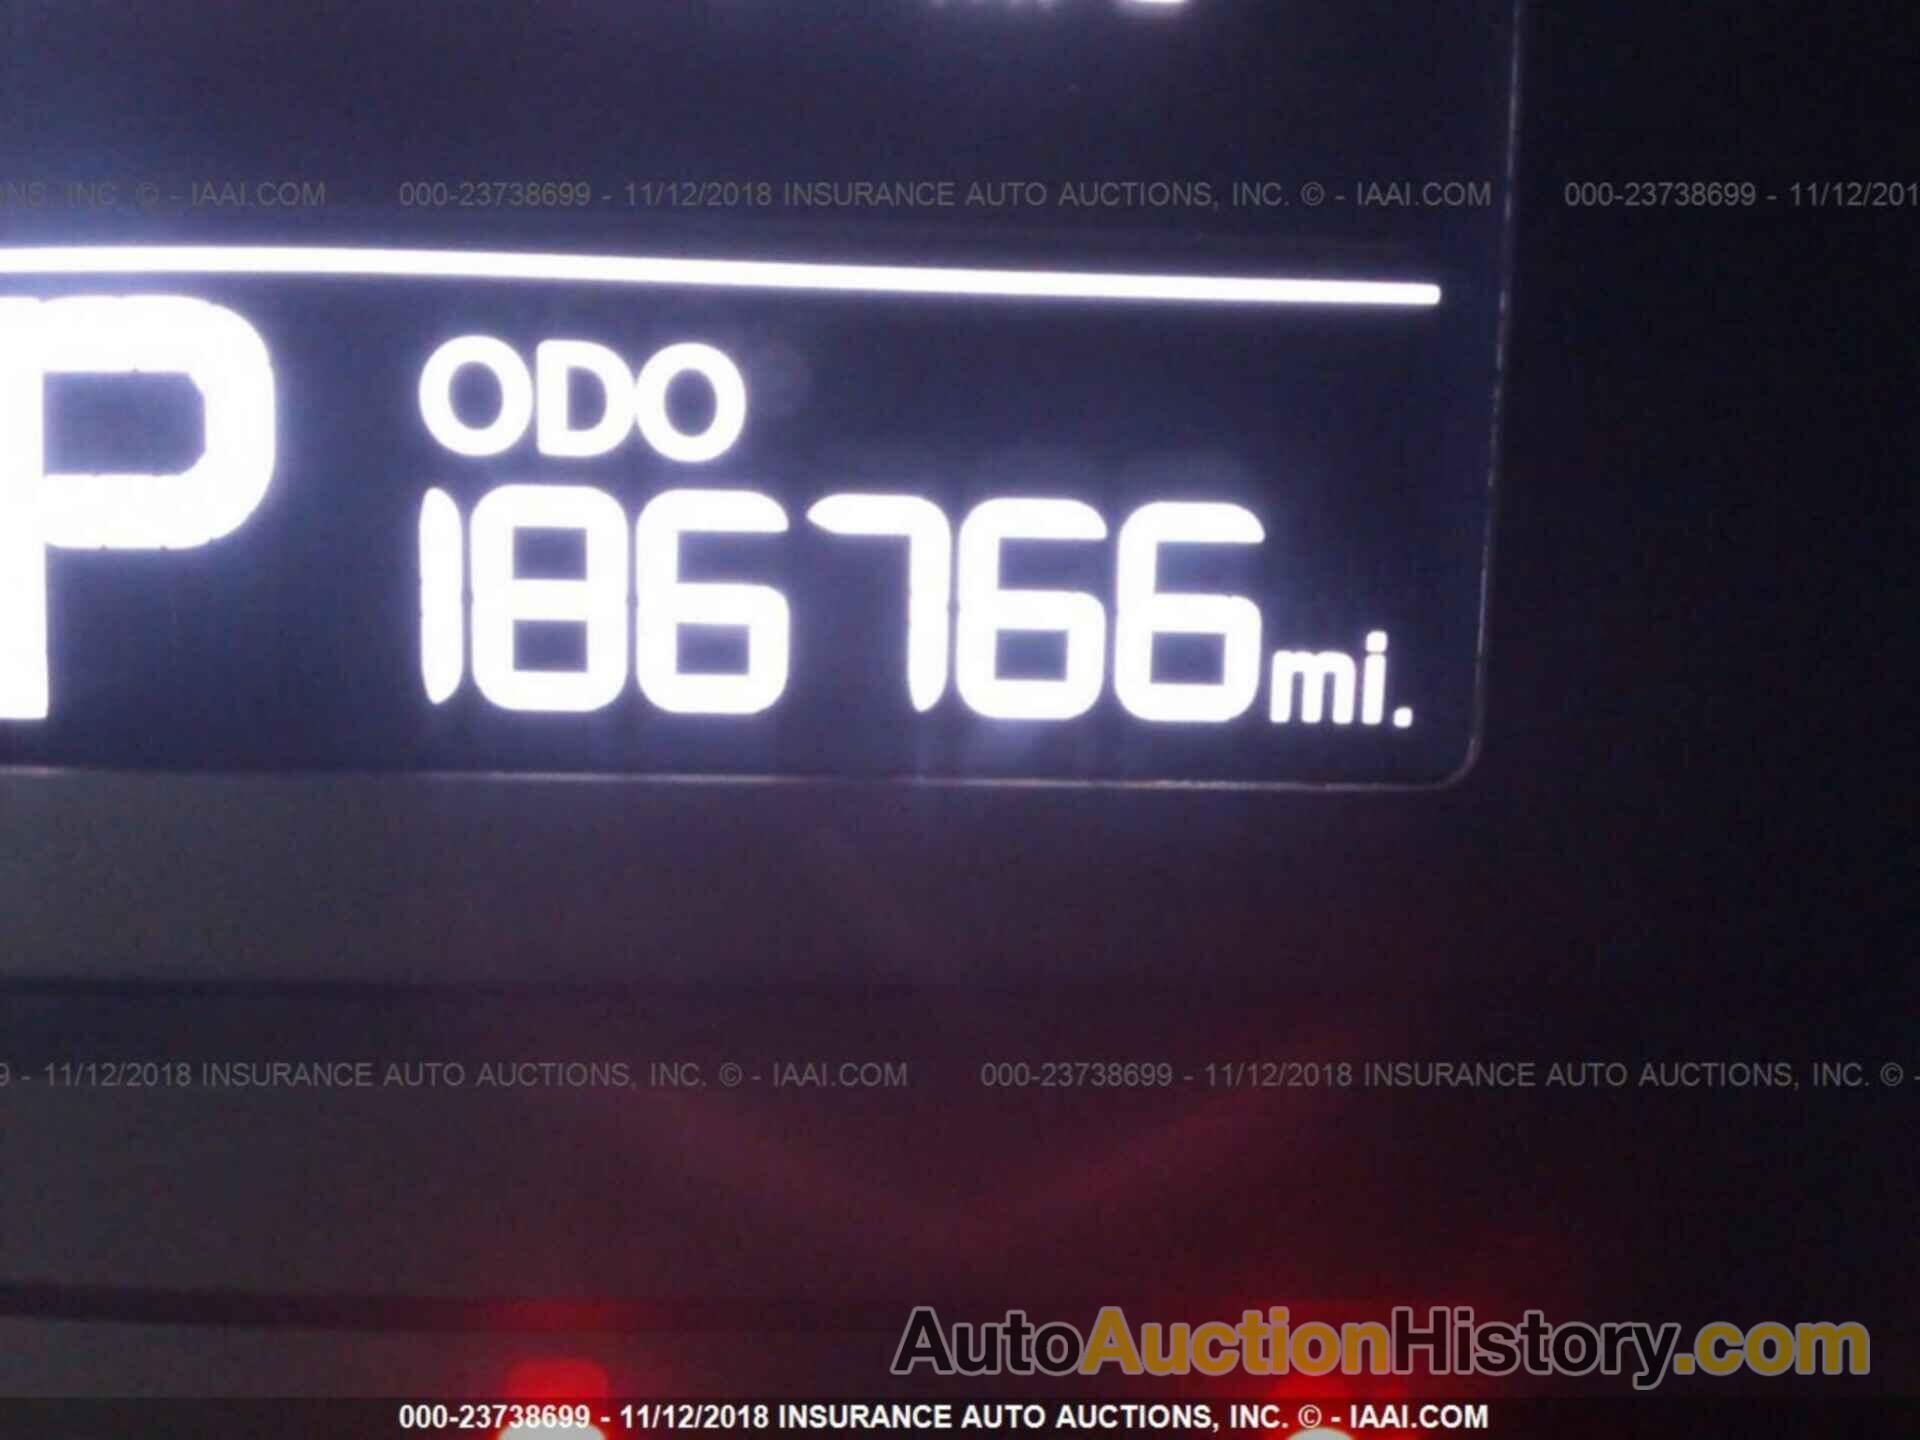 NS, INC. © - IAAI.COM 000-23738699 - 11/12/2018 INSURANCE AUTO AUCTIONS, INC. © - IAAI.COM 000-23738699 - 11/12/201
P ODO
186766 mi.
9 - 11/12/2018 INSURANCE AUTO AUCTIONS, INC. © - IAAI.COM 000-23738699 - 11/12/2018 INSURANCE AUTO AUCTIONS, INC. © -
AutoAuctionHistory.com
000-23738699 - 11/12/2018 INSURANCE AUTO AUCTIONS, INC. © - IAAI.COM